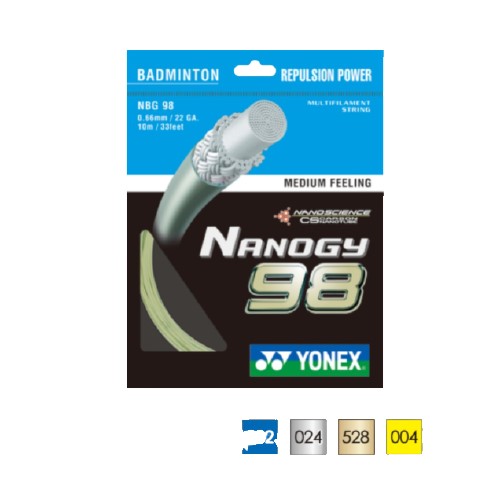 BADMINTON
REPULSION POWER
NBG 98
0.66mm / 22 GA.
10m / 33feet
MULTIFILAMENT
STRING
MEDIUM FEELING
NANOSCIENCE
NANOGY
98
YONEX
024
528
004